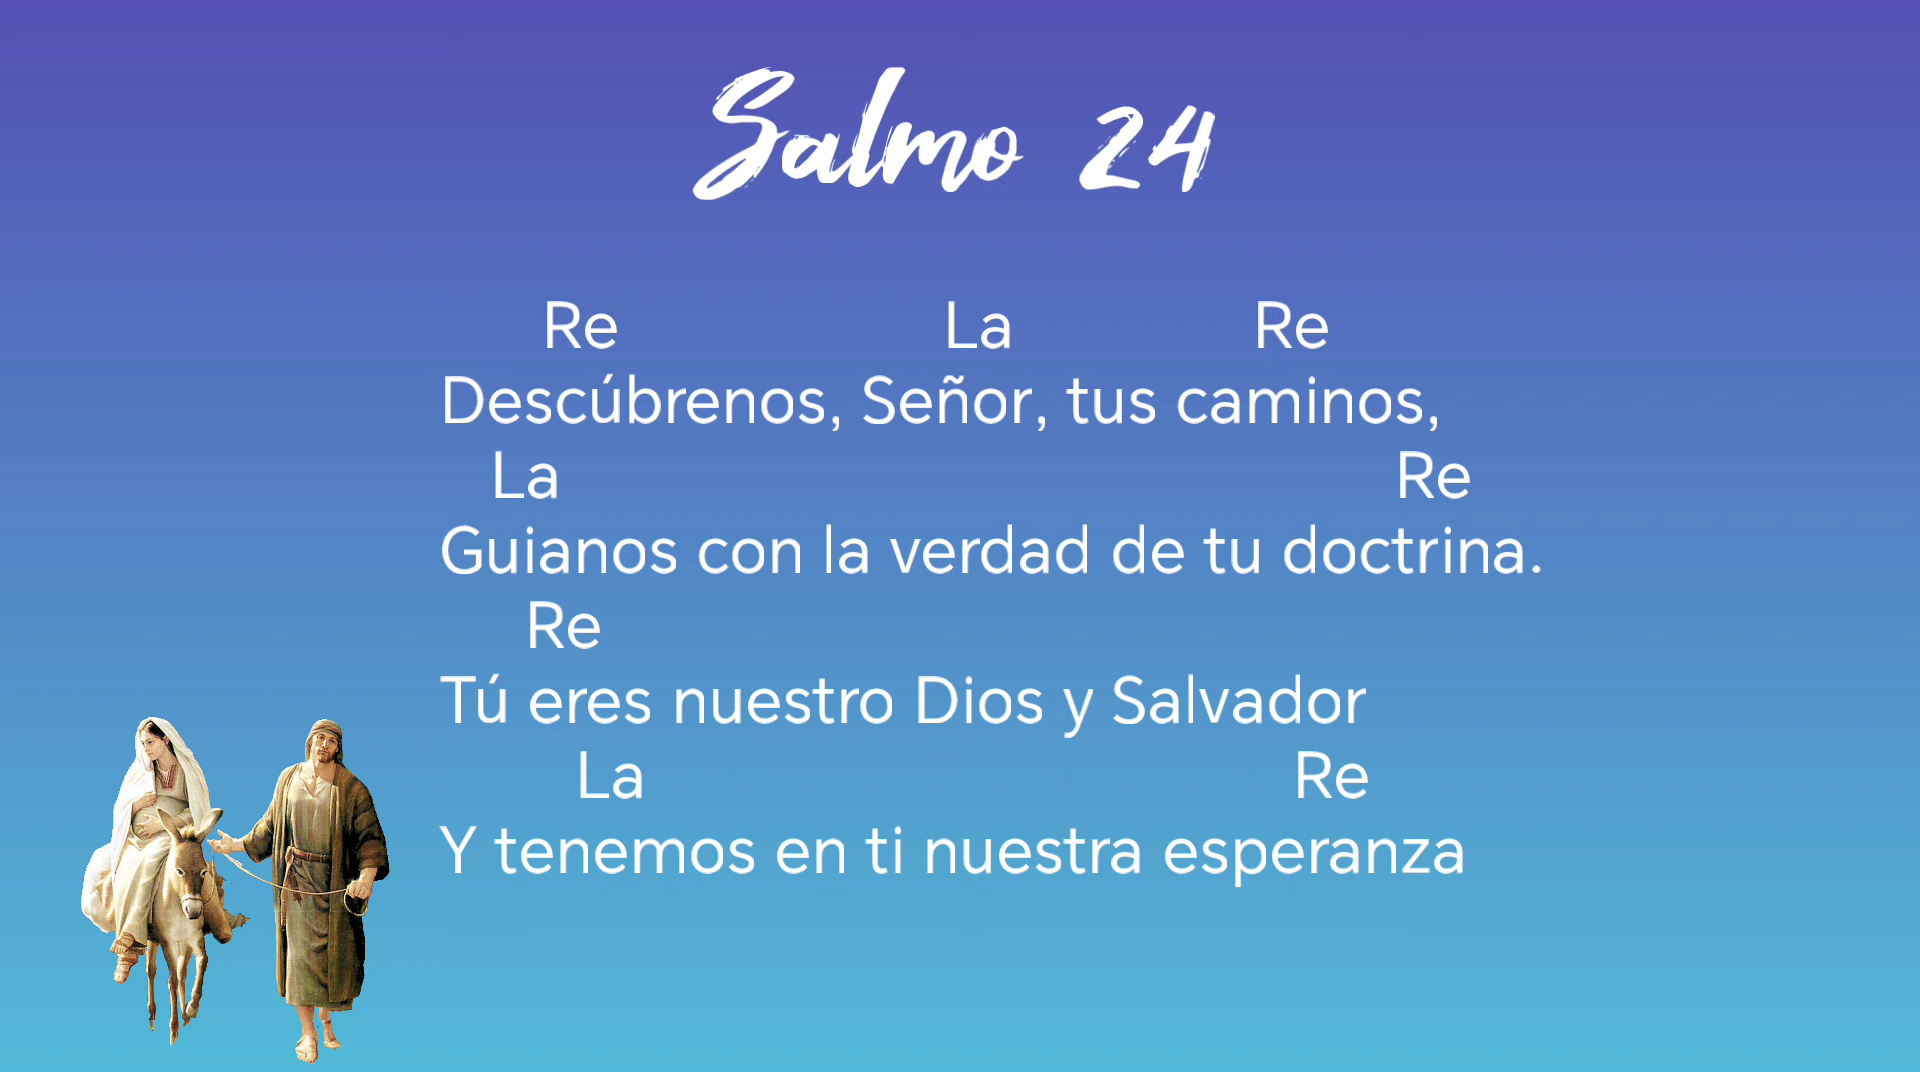 Salmo 24
Re La Re
Descúbrenos, Señor, tus caminos,
La Re
Guianos con la verdad de tu doctrina.
Re
Tú eres nuestro Dios y Salvador
La Re
Y tenemos en ti nuestra esperanza